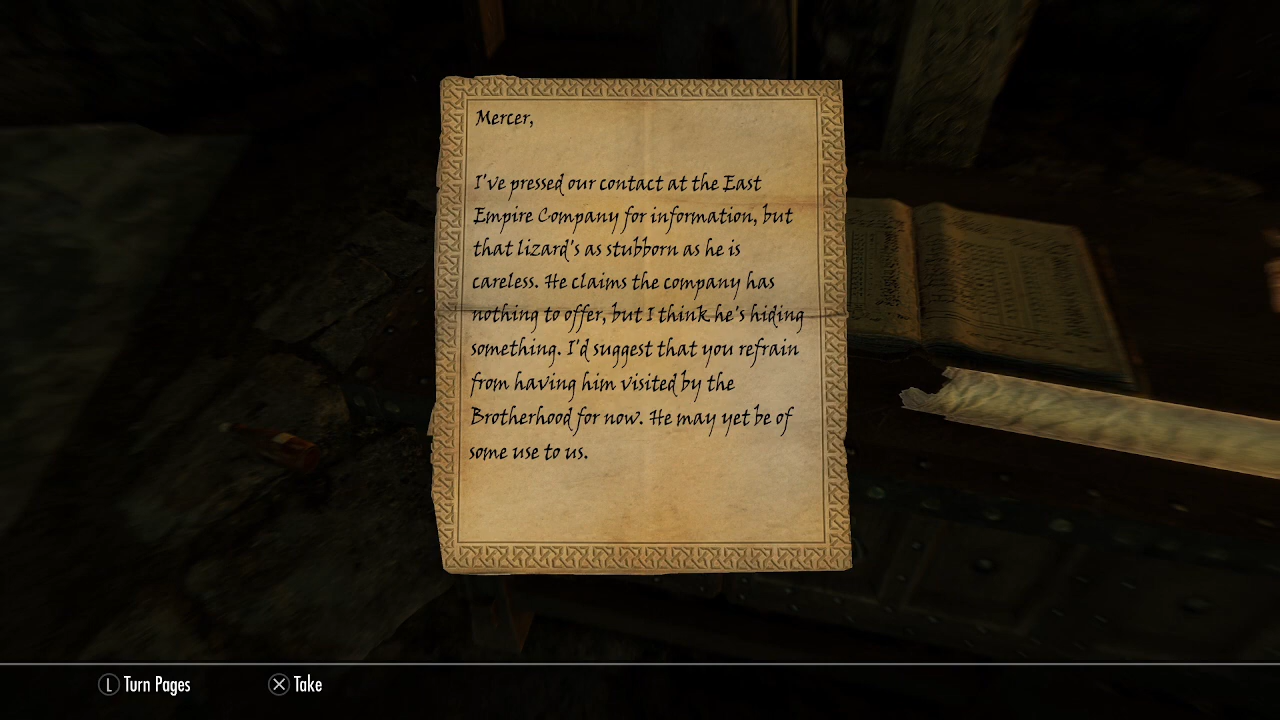 Mercer,
I've pressed our contact at the East
Empire Company for information, but
that lizard's as stubborn as he is
careless. He claims the company has
nothing to offer, but I think he's hiding
something. I'd suggest that you refrain
from having him visited by the
Brotherhood for now. He may yet be of
some use to us.
L Turn Pages
X Take